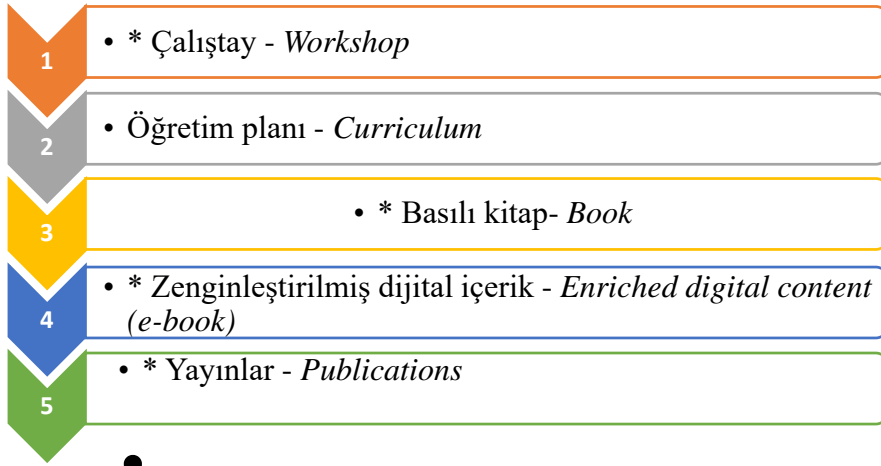 1
• * Çalıştay - Workshop
2
• Öğretim planı - Curriculum
3
• * Basılı kitap- Book
4
• * Zenginleştirilmiş dijital içerik - Enriched digital content
(e-book)
5
• * Yayınlar - Publications
•